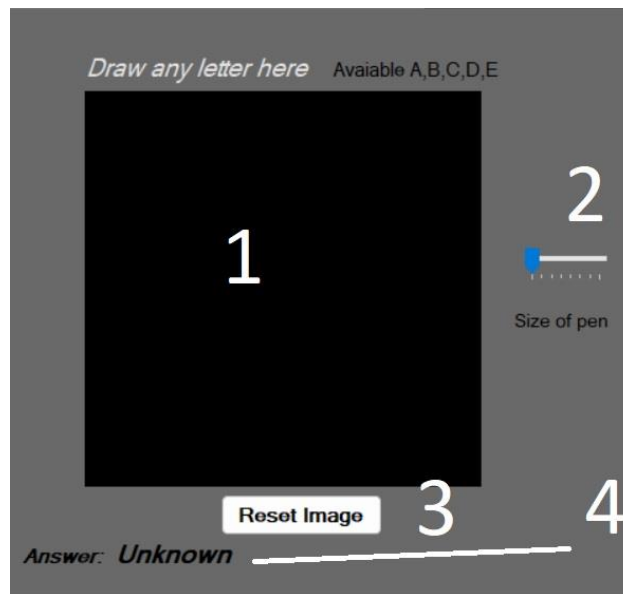 Draw any letter here Avaiable A,B,C,D,E
2
1
Size of pen
Reset Image 3 4
Answer: Unknown